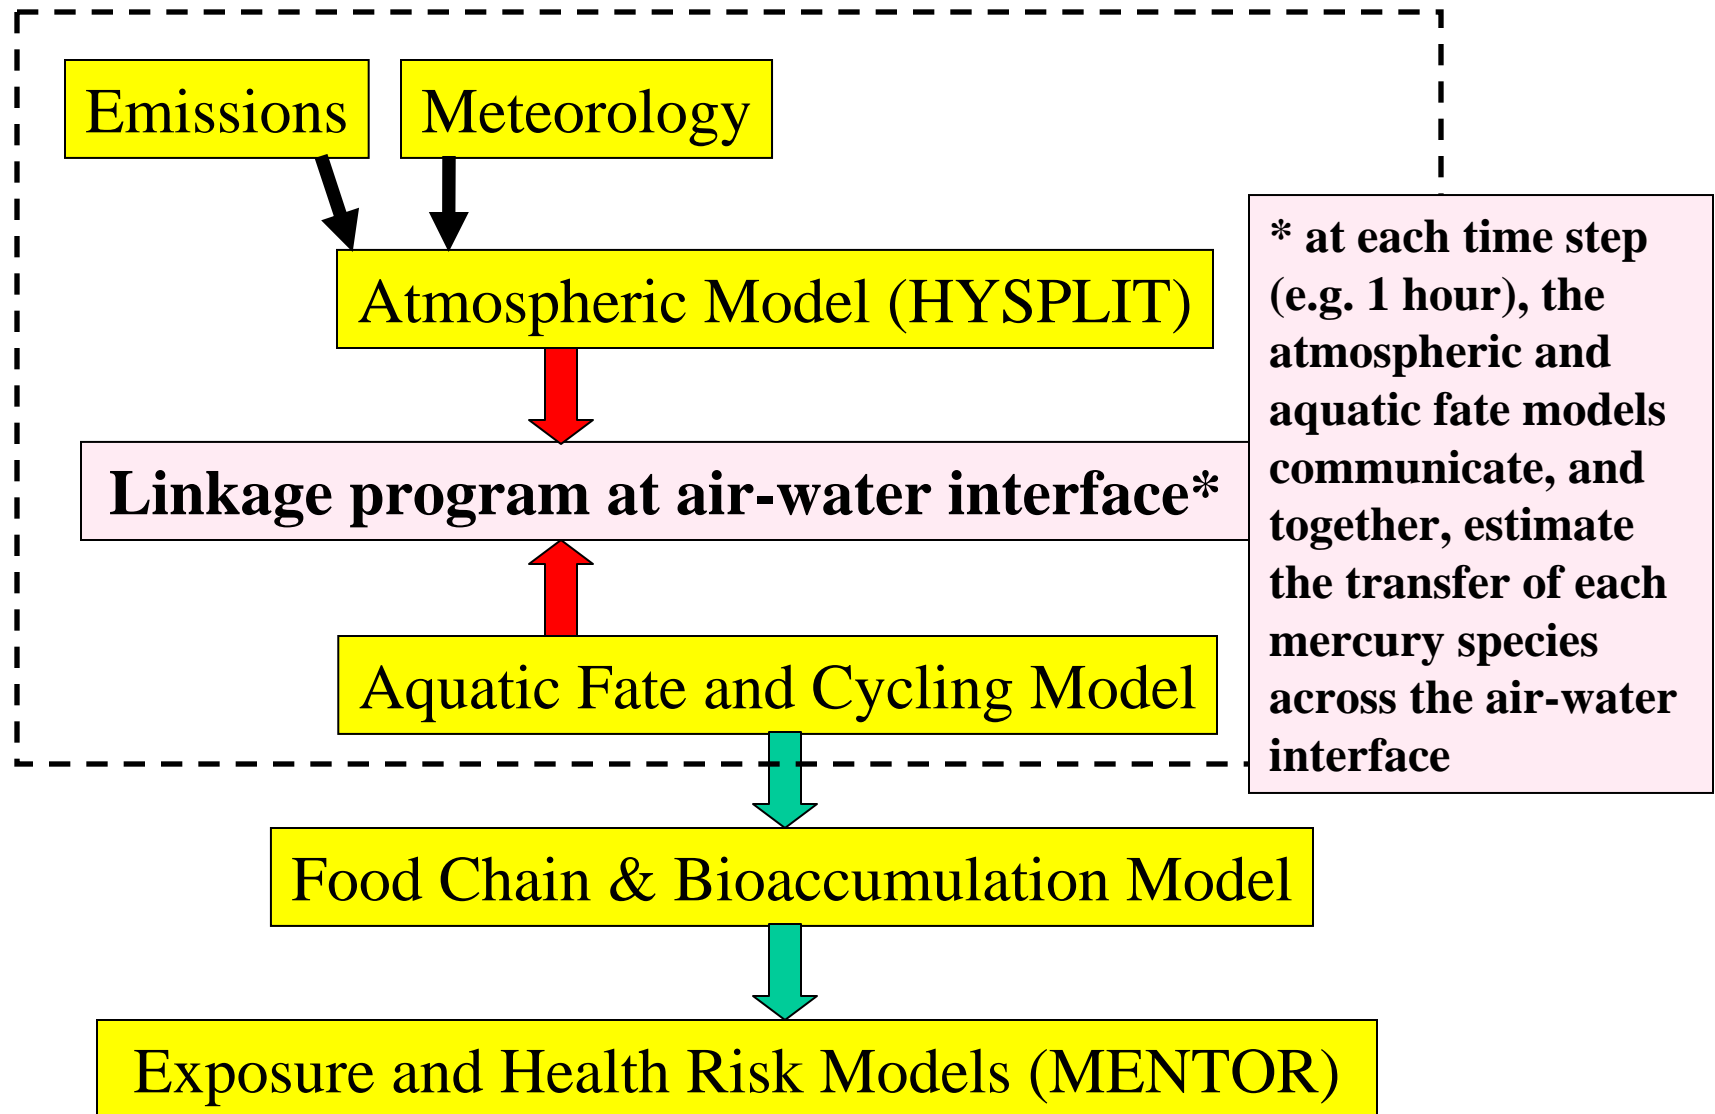 Emissions
Meteorology
Atmospheric Model (HYSPLIT)
Linkage program at air-water interface*
* at each time step
(e.g. 1 hour), the
atmospheric and
aquatic fate models
communicate, and
together, estimate
the transfer of each
mercury species
across the air-water
interface
Aquatic Fate and Cycling Model
Food Chain & Bioaccumulation Model
Exposure and Health Risk Models (MENTOR)